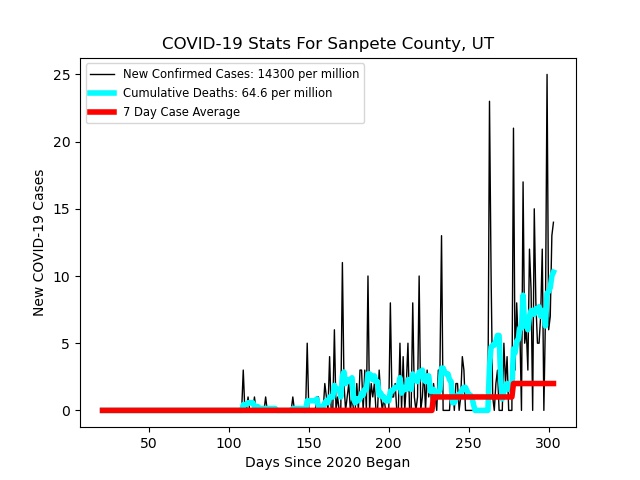 COVID-19 Stats For Sanpete County, UT
New Confirmed Cases: 14300 per million
Cumulative Deaths: 64.6 per million
7 Day Case Average
New COVID-19 Cases
25
20
15
10
5
0
50
100
150
200
250
300
Days Since 2020 Began